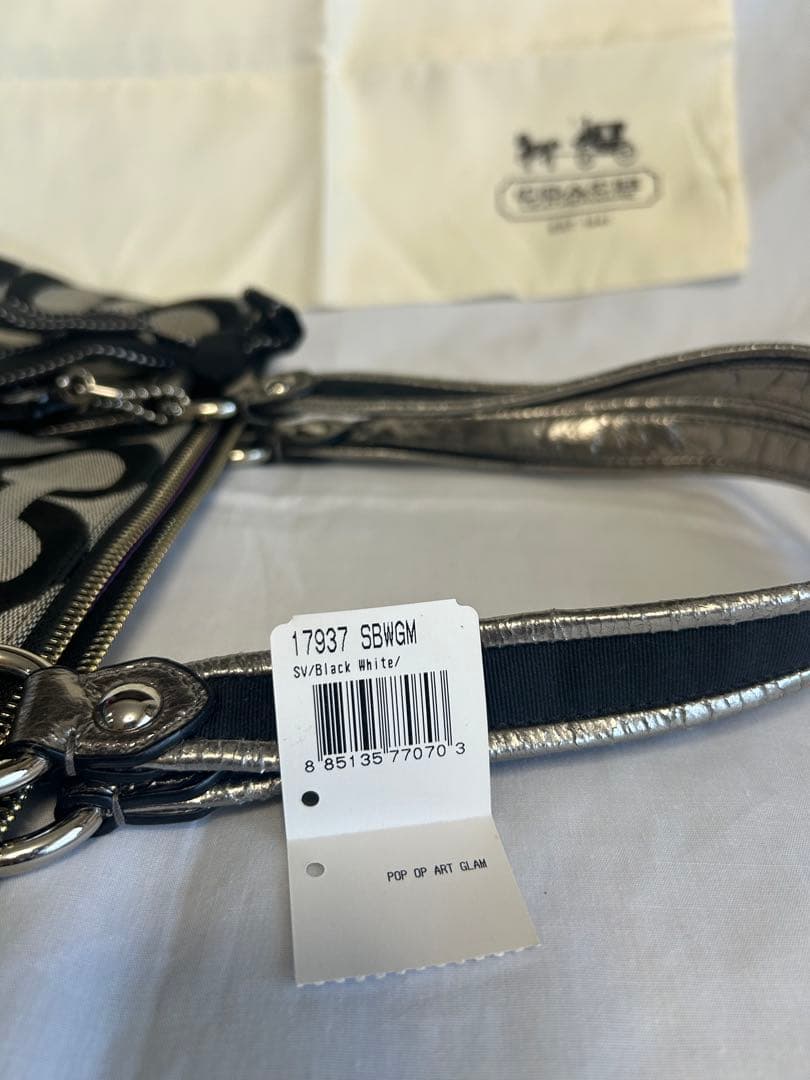 COACH
17937 SBWGM
SV/Black White/
8 85135 77070 3
POP OP ART GLAM